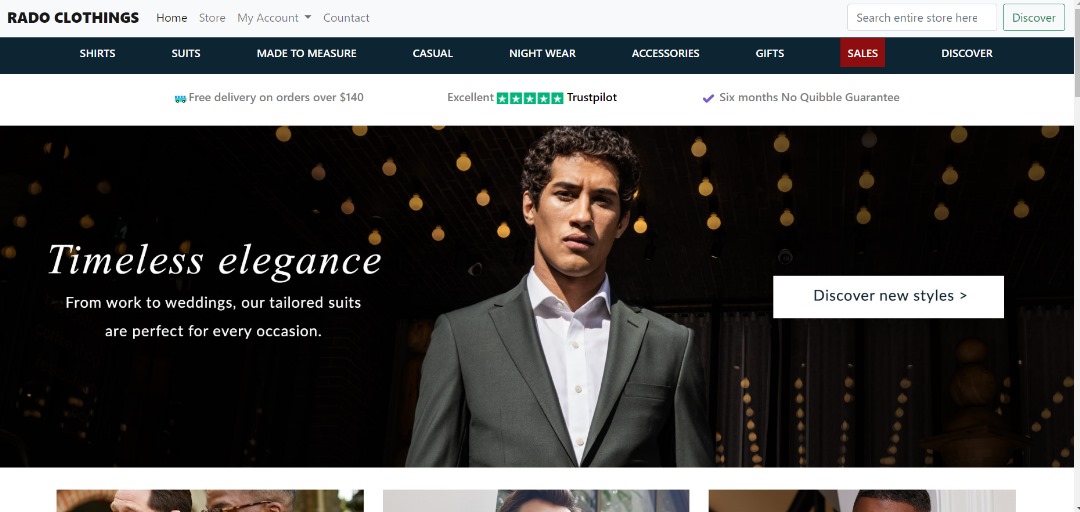 RADO CLOTHINGS Home Store My Account Countact Search entire store here Discover
SHIRTS SUITS MADE TO MEASURE CASUAL NIGHT WEAR ACCESSORIES GIFTS SALES DISCOVER
Free delivery on orders over $140 Excellent Trustpilot Six months No Quibble Guarantee
Timeless elegance
From work to weddings, our tailored suits
are perfect for every occasion.
Discover new styles >